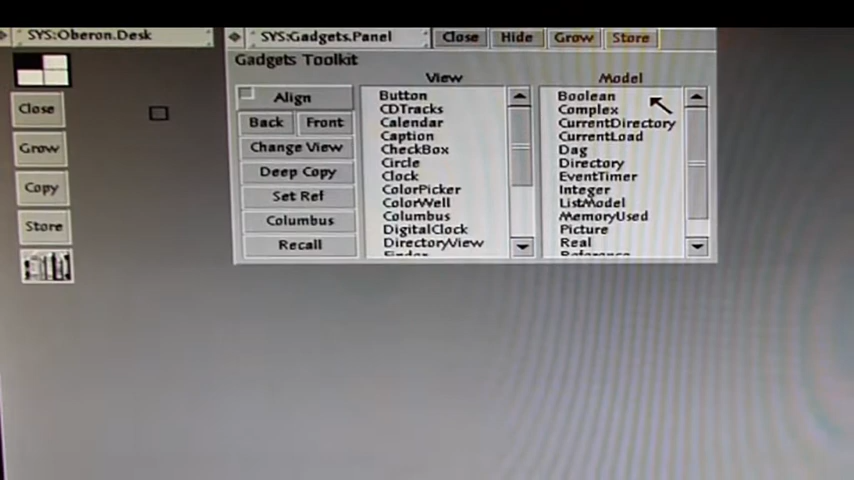 SYS:Oberon.Desk
SYS:Gadgets.Panel
Close
Hide
Grow
Store
Gadgets Toolkit
Close
Grow
Copy
Store
Align
Back
Front
Change View
Deep Copy
Set Ref
Columbus
Recall
View
Button
CDTracks
Calendar
Caption
CheckBox
Circle
Clock
ColorPicker
ColorWell
Columbus
DigitalClock
DirectoryView
Finder
Model
Boolean
Complex
CurrentDirectory
CurrentLoad
Dag
Directory
EventTimer
Integer
ListModel
MemoryUsed
Picture
Real
Reference